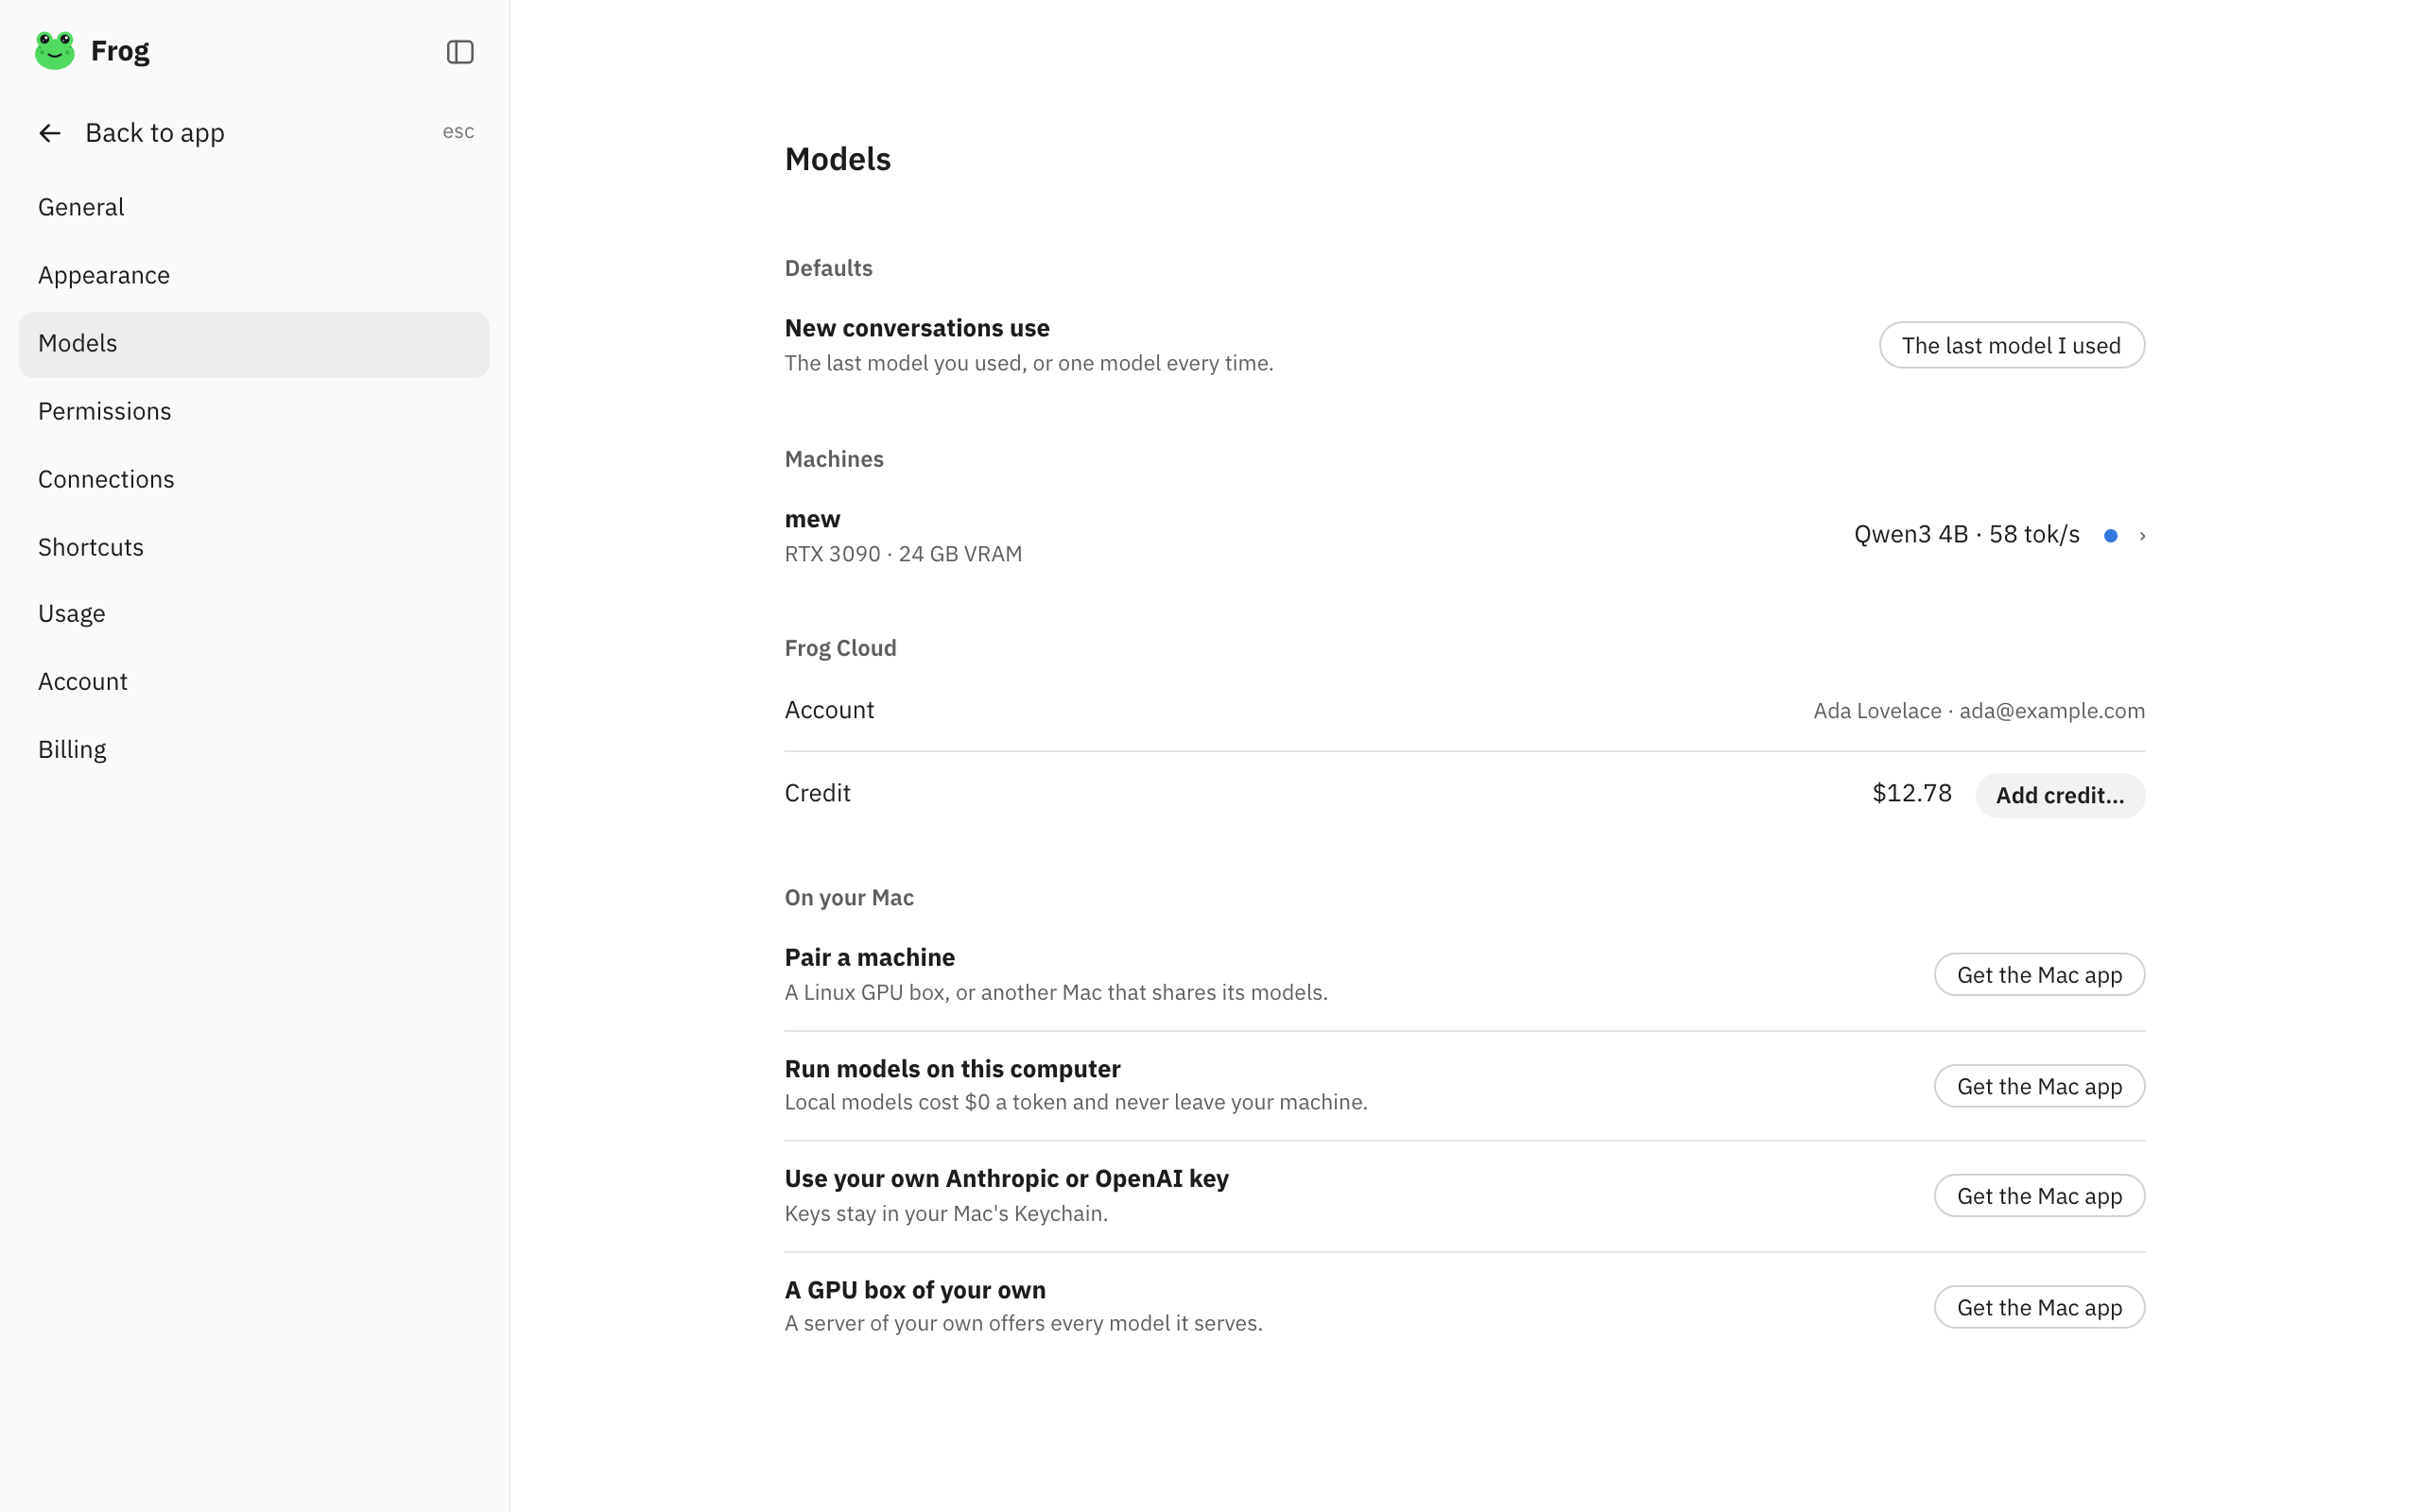 Frog
Back to app
esc
General
Appearance
Models
Permissions
Connections
Shortcuts
Usage
Account
Billing
Models
Defaults
New conversations use
The last model you used, or one model every time.
The last model I used
Machines
mew
RTX 3090 · 24 GB VRAM
Qwen3 4B · 58 tok/s
Frog Cloud
Account
Ada Lovelace · ada@example.com
Credit
$12.78
Add credit...
On your Mac
Pair a machine
A Linux GPU box, or another Mac that shares its models.
Get the Mac app
Run models on this computer
Local models cost $0 a token and never leave your machine.
Get the Mac app
Use your own Anthropic or OpenAI key
Keys stay in your Mac's Keychain.
Get the Mac app
A GPU box of your own
A server of your own offers every model it serves.
Get the Mac app